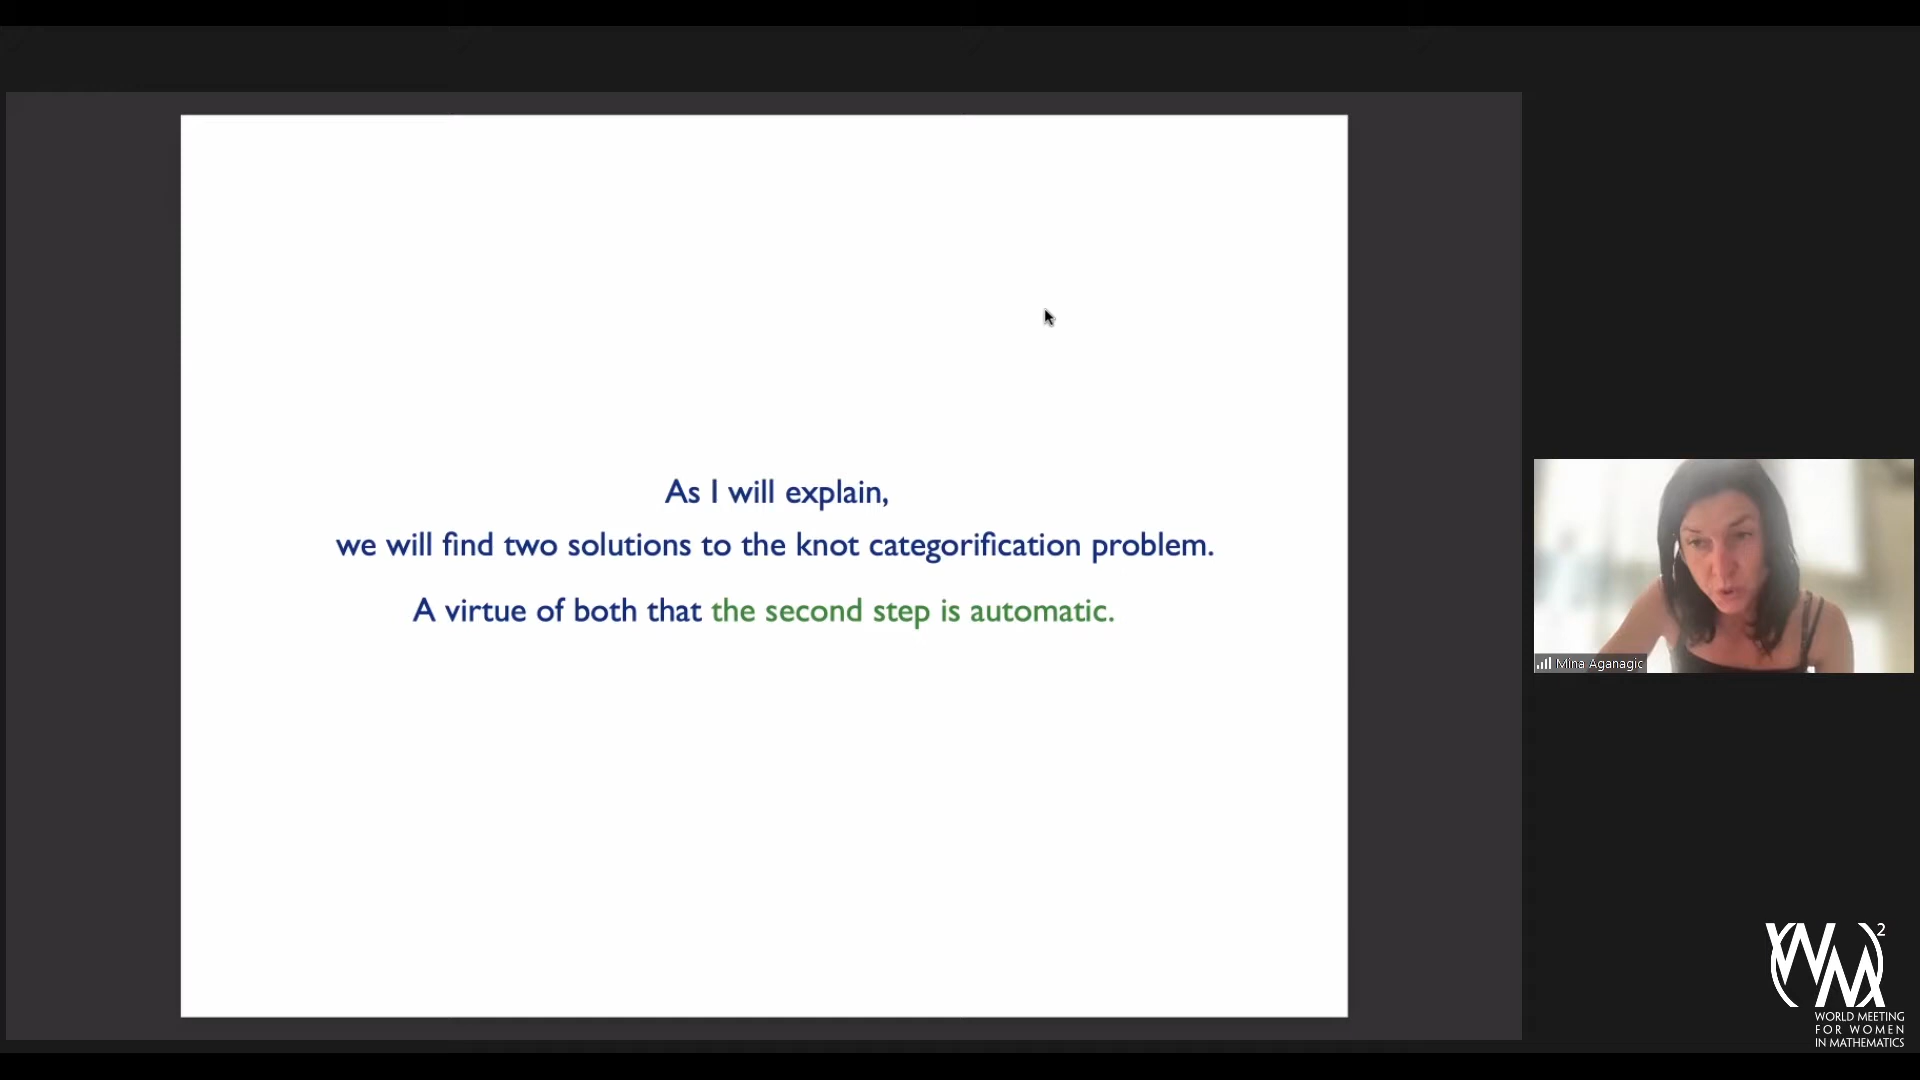 As I will explain,
we will find two solutions to the knot categorification problem.
A virtue of both that the second step is automatic.
Mina Aganagic
(WM)²
WORLD MEETING
FOR WOMEN
IN MATHEMATICS